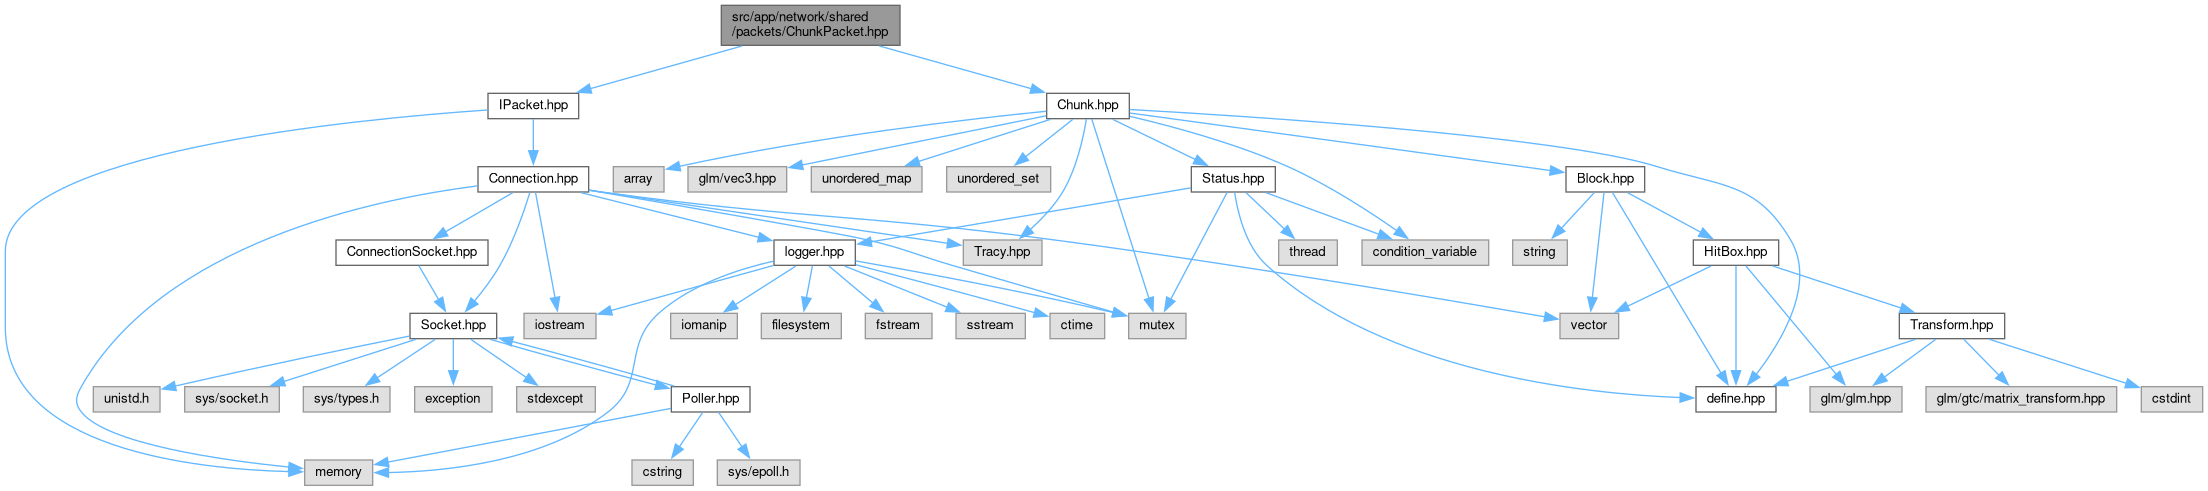 src/app/network/shared
/packets/ChunkPacket.hpp
IPacket.hpp
Chunk.hpp
Connection.hpp
array
glm/vec3.hpp
unordered_map
unordered_set
Status.hpp
Block.hpp
ConnectionSocket.hpp
logger.hpp
Tracy.hpp
thread
condition_variable
string
HitBox.hpp
Socket.hpp
iostream
iomanip
filesystem
fstream
sstream
ctime
mutex
vector
Transform.hpp
unistd.h
sys/socket.h
sys/types.h
exception
stdexcept
Poller.hpp
define.hpp
glm/glm.hpp
glm/gtc/matrix_transform.hpp
cstdint
memory
cstring
sys/epoll.h